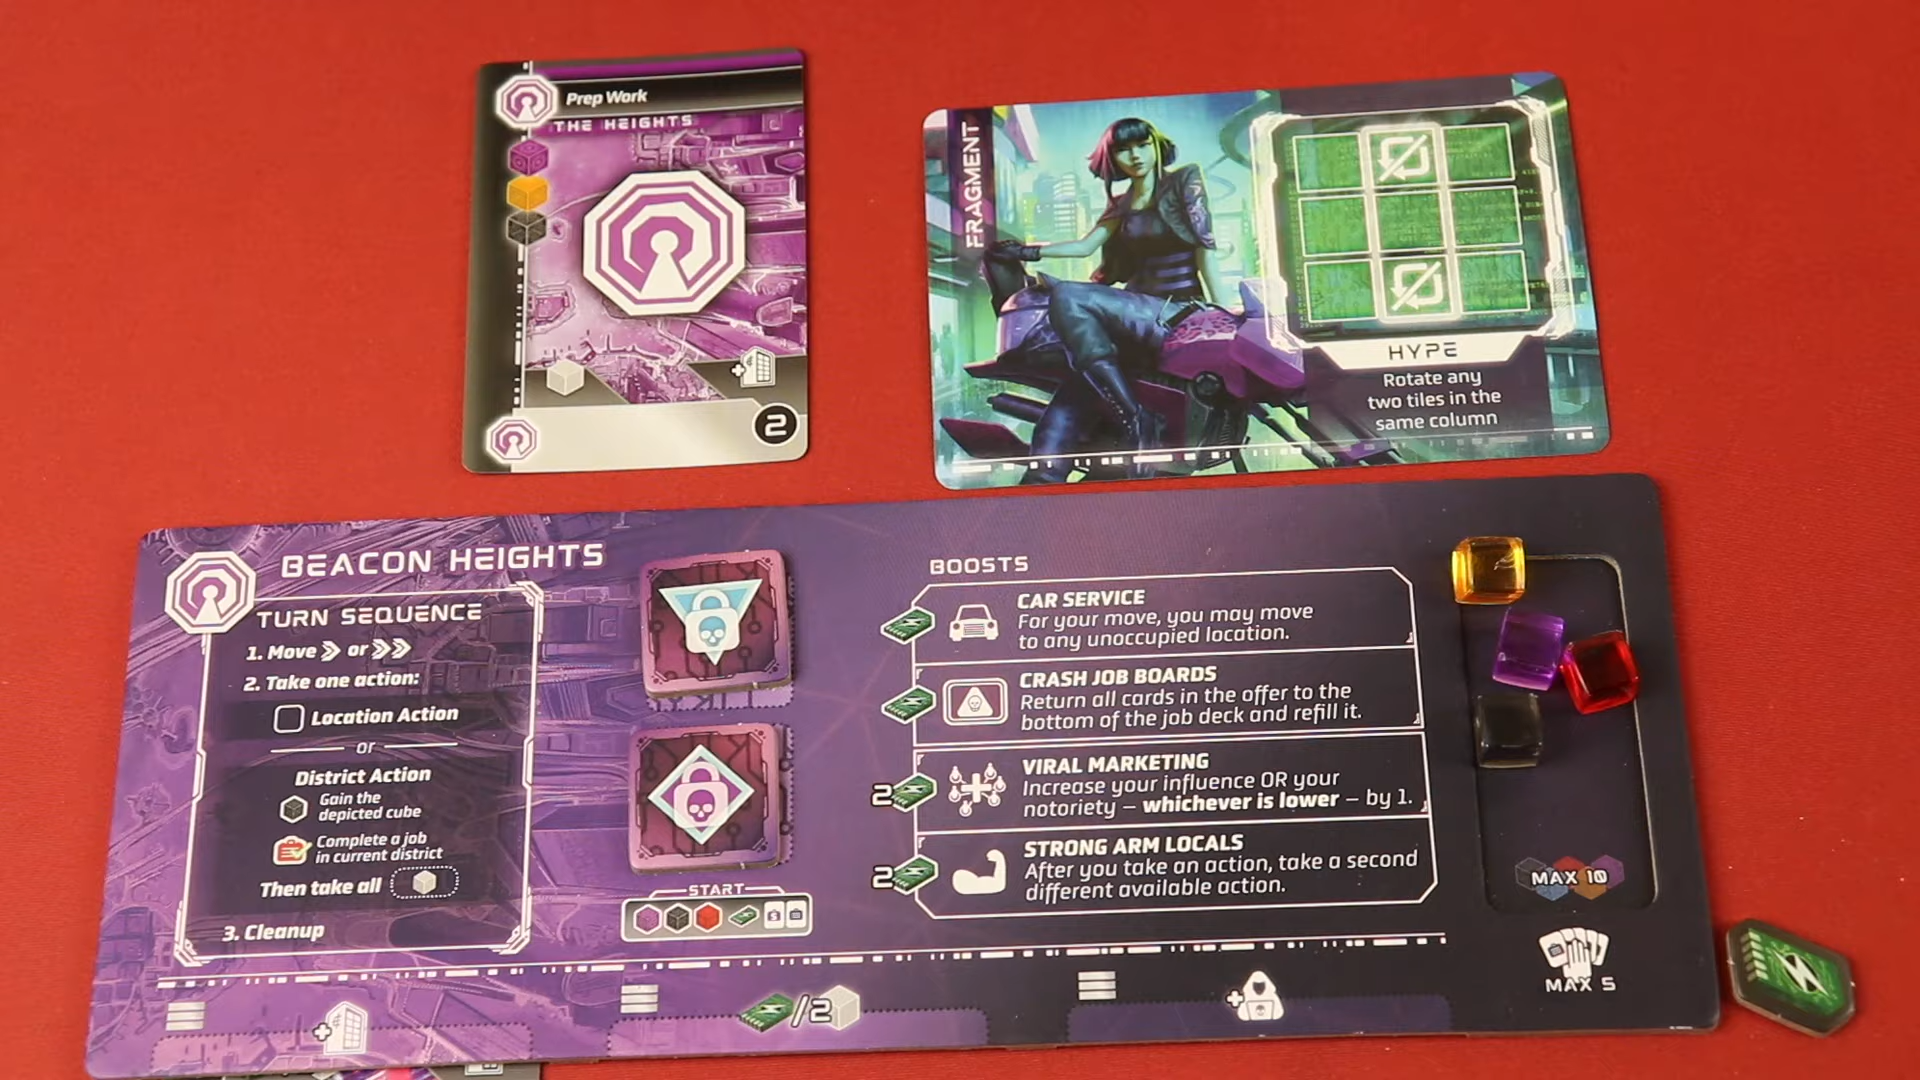 Prep Work
THE HEIGHTS
2
FRAGMENT
HYPE
Rotate any
two tiles in the
same column
BEACON HEIGHTS
TURN SEQUENCE
1. Move or
2. Take one action:
Location Action
or
District Action
Gain the
depicted cube
Complete a job
in current district
Then take all
3. Cleanup
START
BOOSTS
CAR SERVICE
For your move, you may move
to any unoccupied location.
CRASH JOB BOARDS
Return all cards in the offer to the
bottom of the job deck and refill it.
2
VIRAL MARKETING
Increase your influence OR your
notoriety – whichever is lower – by 1.
2
STRONG ARM LOCALS
After you take an action, take a second
different available action.
MAX 10
MAX 5
+
/2
+